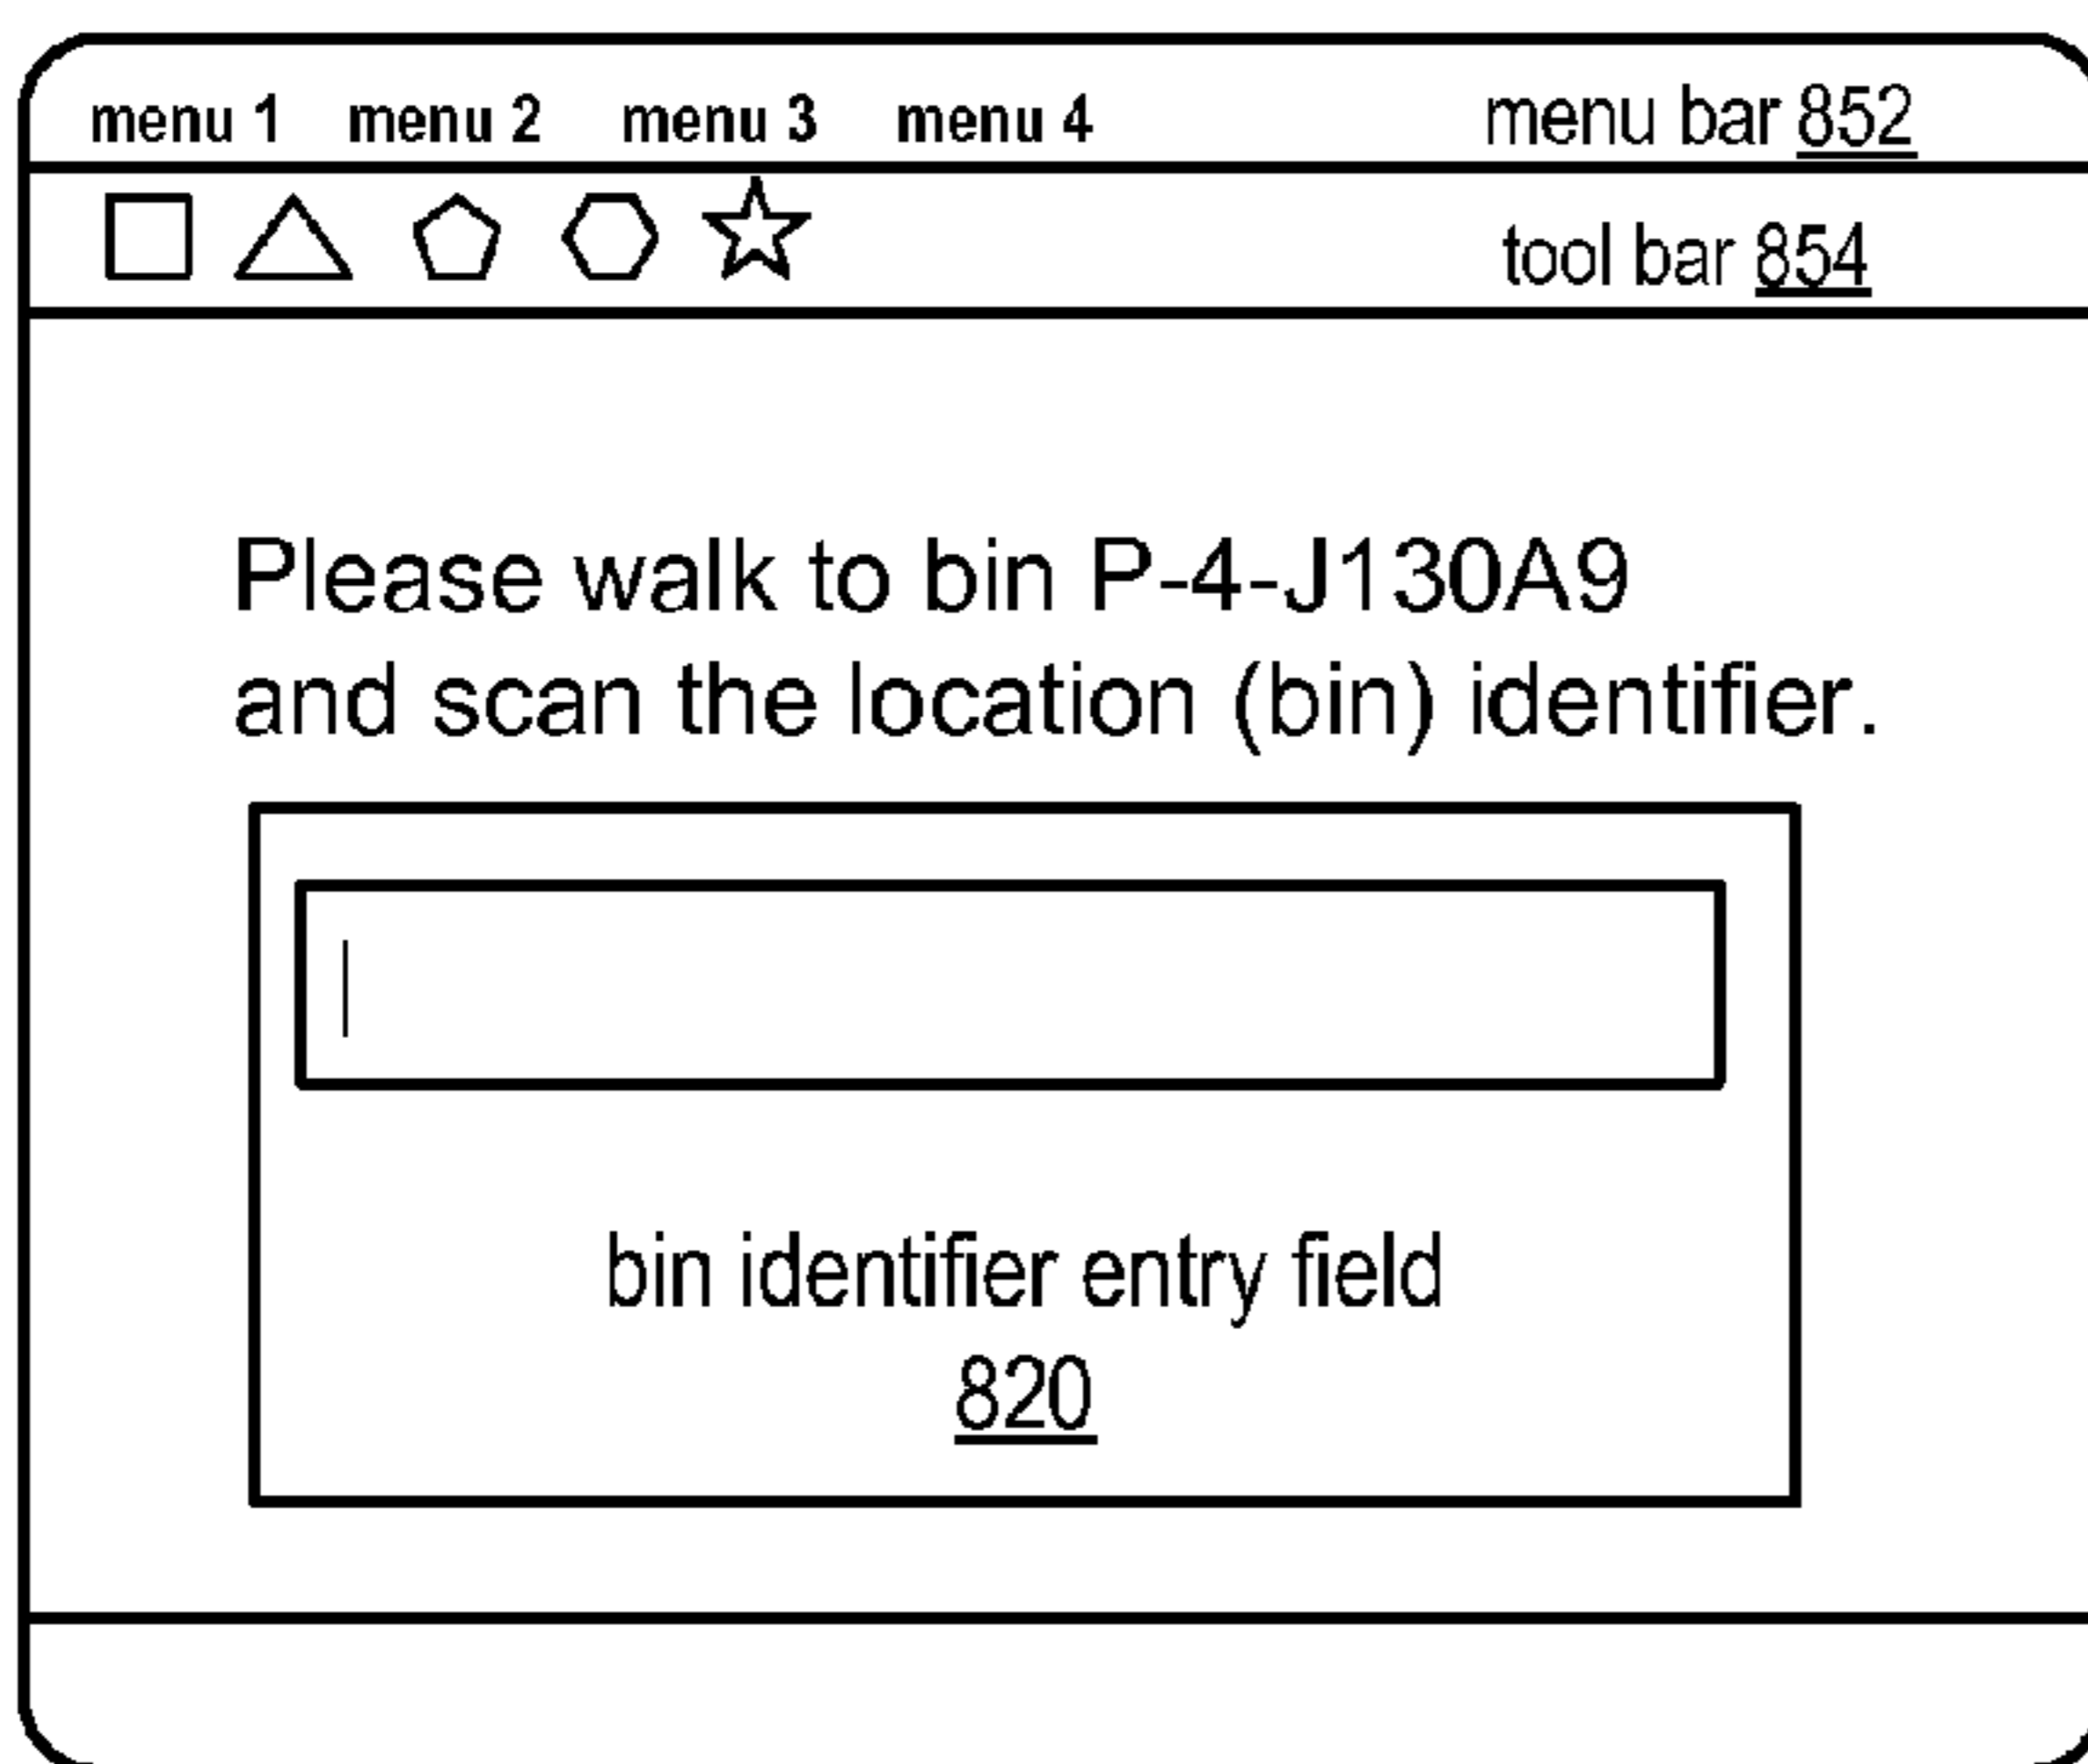 menu 1 menu 2 menu 3 menu 4 menu bar 852
tool bar 854
Please walk to bin P-4-J130A9
and scan the location (bin) identifier.
bin identifier entry field
820